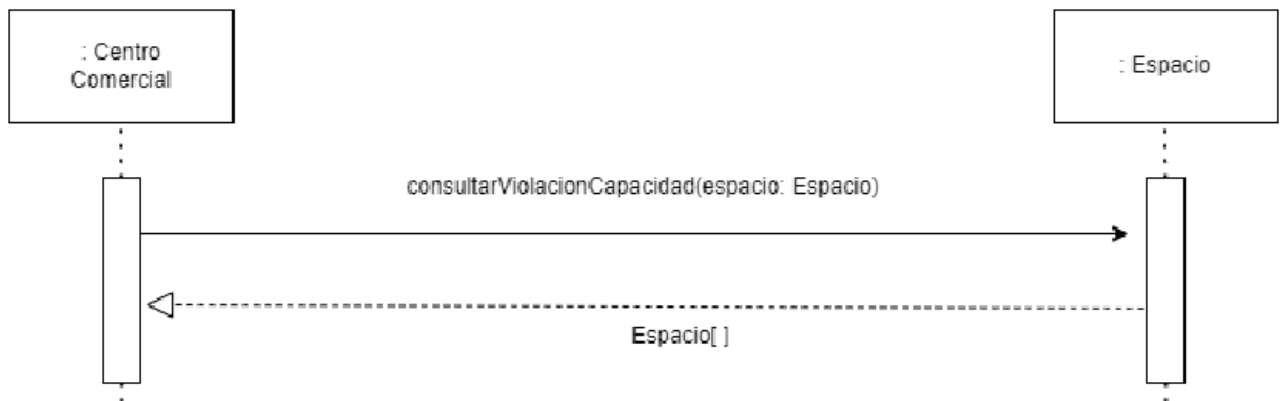 : Centro
Comercial
: Espacio
consultarViolacionCapacidad(espacio: Espacio)
Espacio[ ]